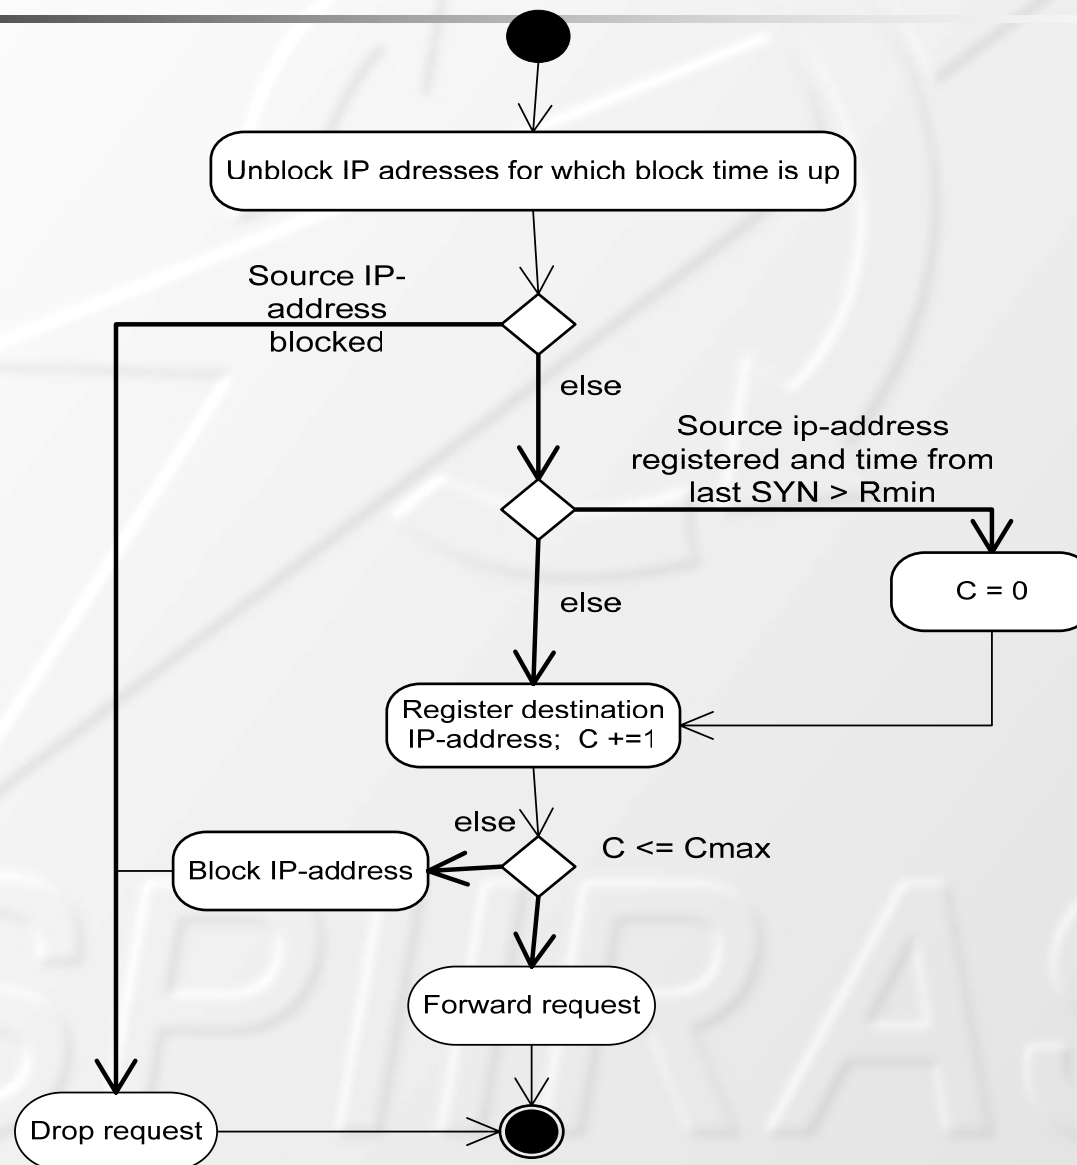 Unblock IP adresses for which block time is up
Source IP-
address
blocked
else
Source ip-address
registered and time from
last SYN > Rmin
C = 0
else
Register destination
IP-address;  C +=1
else
C <= Cmax
Block IP-address
Forward request
Drop request
SPIIRAS